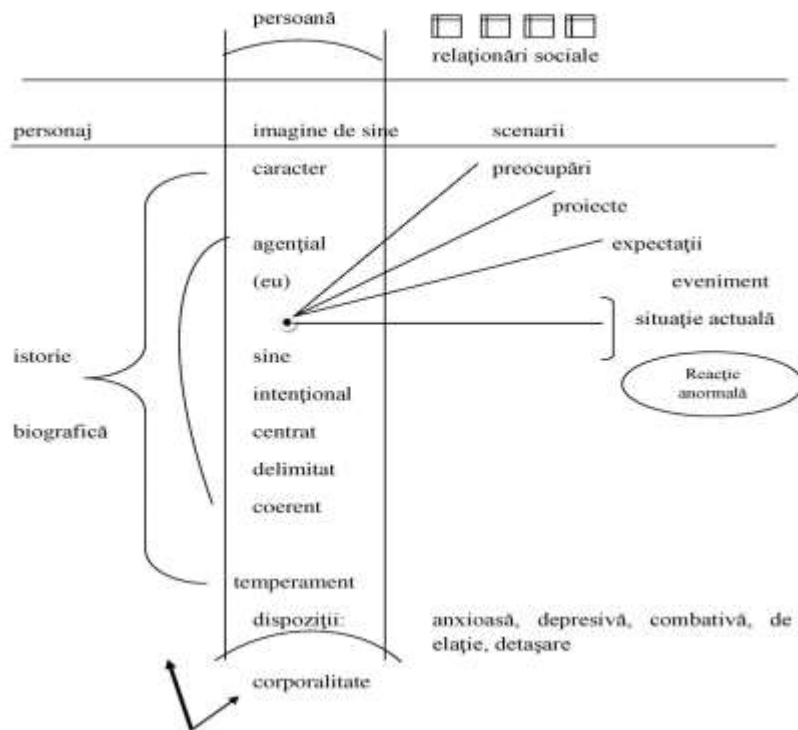 persoană
relaţionări sociale
personaj imagine de sine scenarii
caracter preocupări
proiecte
agenţial expectaţii
(eu) eveniment
situaţie actuală
istorie sine Reacţie
anormală
intenţional
biografică centrat
delimitat
coerent
temperament
dispoziţii: anxioasă, depresivă, combativă, de
elaţie, detaşare
corporalitate